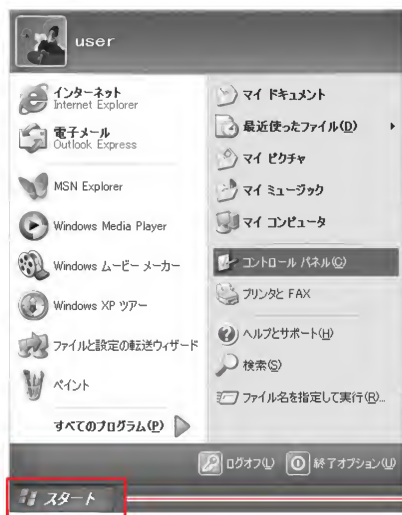 user
インターネット
Internet Explorer
電子メール
Outlook Express
MSN Explorer
Windows Media Player
Windows ムービー メーカー
Windows XP ツアー
ファイルと設定の転送ウィザード
ペイント
すべてのプログラム(P)
マイ ドキュメント
最近使ったファイル(D)
マイ ピクチャ
マイ ミュージック
マイ コンピュータ
コントロール パネル(C)
プリンタと FAX
ヘルプとサポート(H)
検索(S)
ファイル名を指定して実行(R)...
ログオフ(L)
終了オプション(U)
スタート